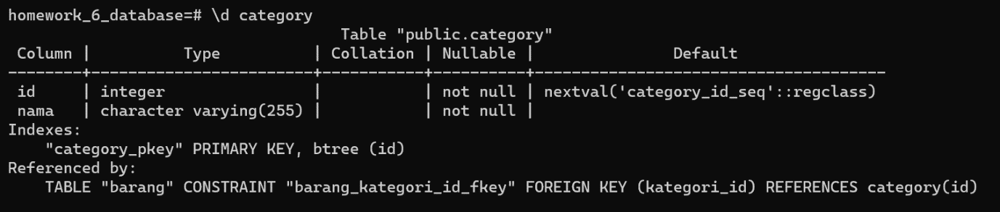 homework_6_database=# \d category
Table "public.category"
Column | Type | Collation | Nullable | Default
--------+------------------------+-----------+----------+--------------------------------------
id | integer | | not null | nextval('category_id_seq'::regclass)
nama | character varying(255) | | not null |
Indexes:
"category_pkey" PRIMARY KEY, btree (id)
Referenced by:
TABLE "barang" CONSTRAINT "barang_kategori_id_fkey" FOREIGN KEY (kategori_id) REFERENCES category(id)